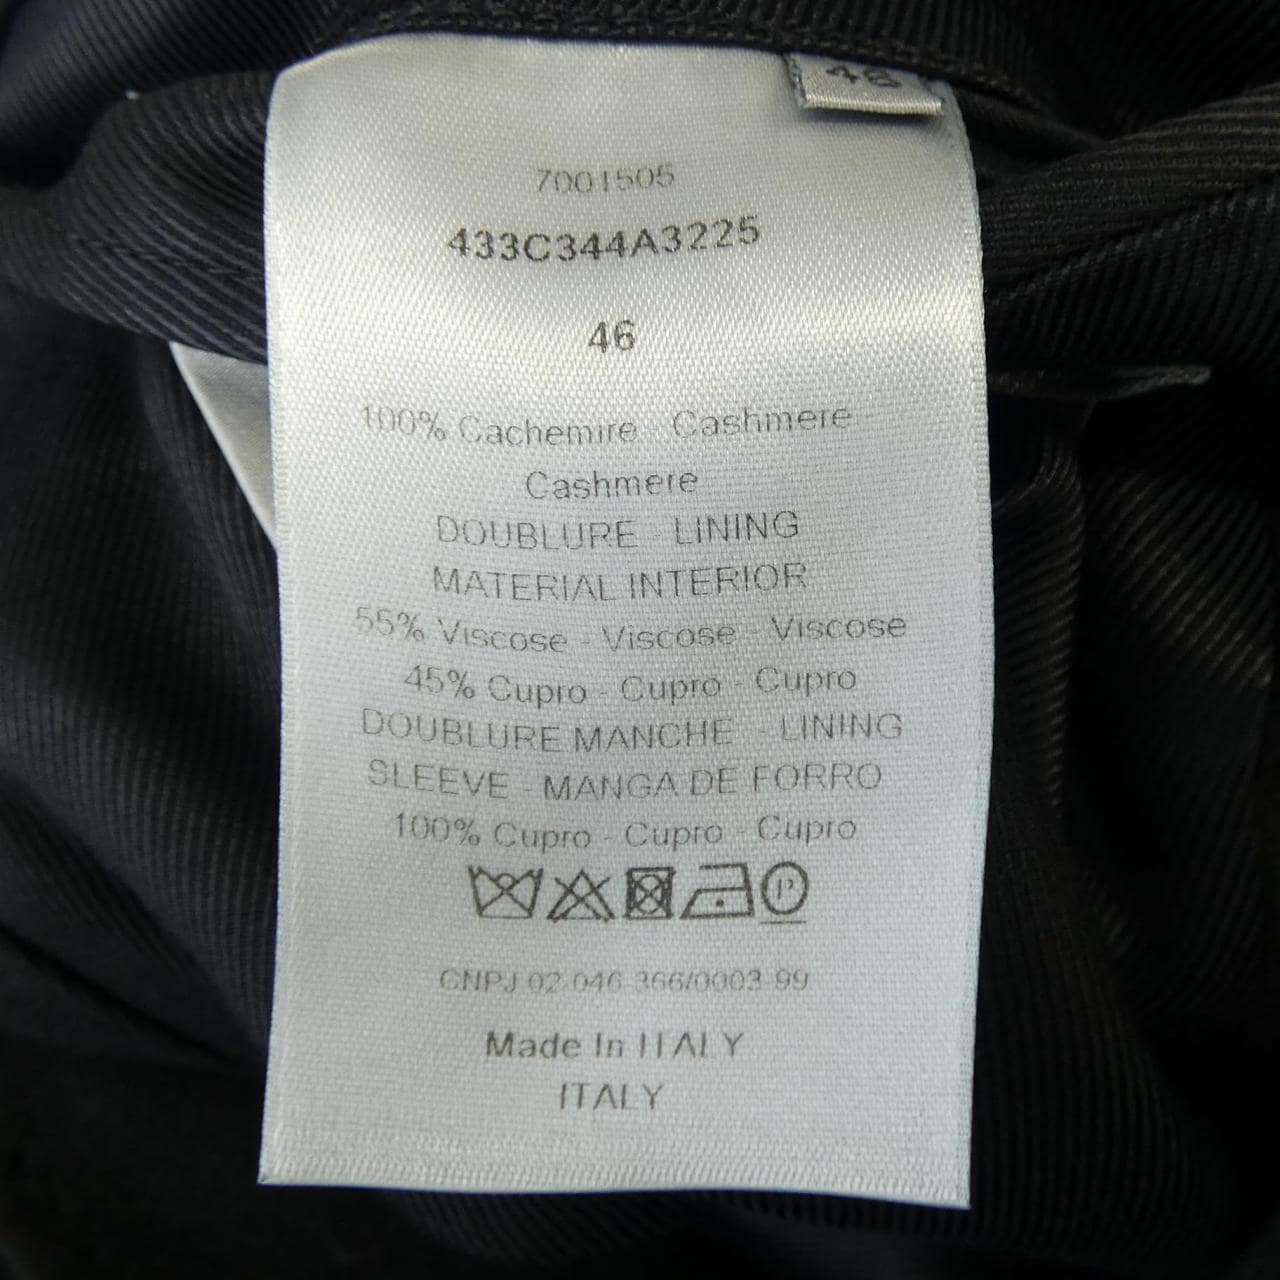 46
7001505
433C344A3225
46
100% Cachemire - Cashmere -
Cashmere
DOUBLURE - LINING
MATERIAL INTERIOR
55% Viscose - Viscose - Viscose
45% Cupro - Cupro - Cupro
DOUBLURE MANCHE - LINING
SLEEVE - MANGA DE FORRO
100% Cupro - Cupro - Cupro
P
CNPJ 02.046.366/0003-99
Made In ITALY
ITALY